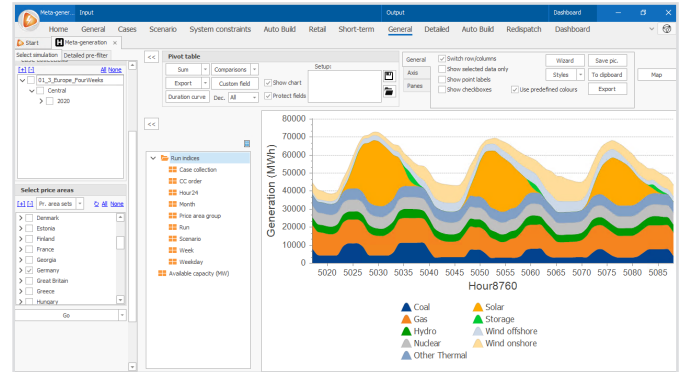 Meta-gener... Input Output Dashboard
Home General Cases Scenario System constraints Auto Build Retail Short-term General Detailed Auto Build Redispatch Dashboard
Start Meta-generation ×
Select simulation Detailed pre-filter
[+] [-] All None
01_3_Europe_FourWeeks
Central
2020
Select price areas
[+] [-] Pr. area sets All None
Denmark
Estonia
Finland
France
Georgia
Germany
Great Britain
Greece
Hungary
Go
<< Pivot table
Sum Comparisons Setup:
Export Custom field Show chart
Duration curve Dec. All Protect fields
General Switch row/columns Wizard Save pic.
Axis Show selected data only Styles To clipboard Map
Panes Show point labels
Show checkboxes Use predefined colours Export
<<
Run indices
Case collection
CC order
Hour24
Month
Price area group
Run
Scenario
Week
Weekday
Available capacity (MW)
Generation (MWh)
80000
70000
60000
50000
40000
30000
20000
10000
0
5020 5025 5030 5035 5040 5045 5050 5055 5060 5065 5070 5075 5080 5085
Hour8760
Coal Solar
Gas Storage
Hydro Wind offshore
Nuclear Wind onshore
Other Thermal